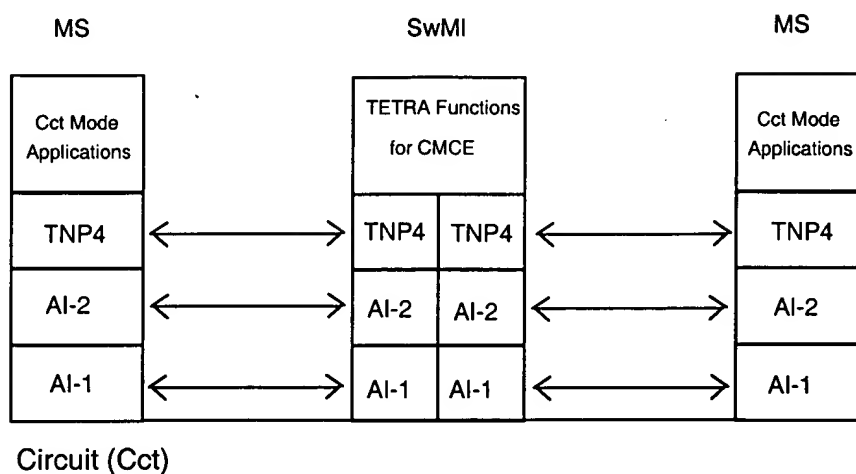 MS
SwMI
MS
Cct Mode
Applications
TETRA Functions
for CMCE
Cct Mode
Applications
TNP4
TNP4
TNP4
TNP4
AI-2
AI-2
AI-2
AI-2
AI-1
AI-1
AI-1
AI-1
Circuit (Cct)